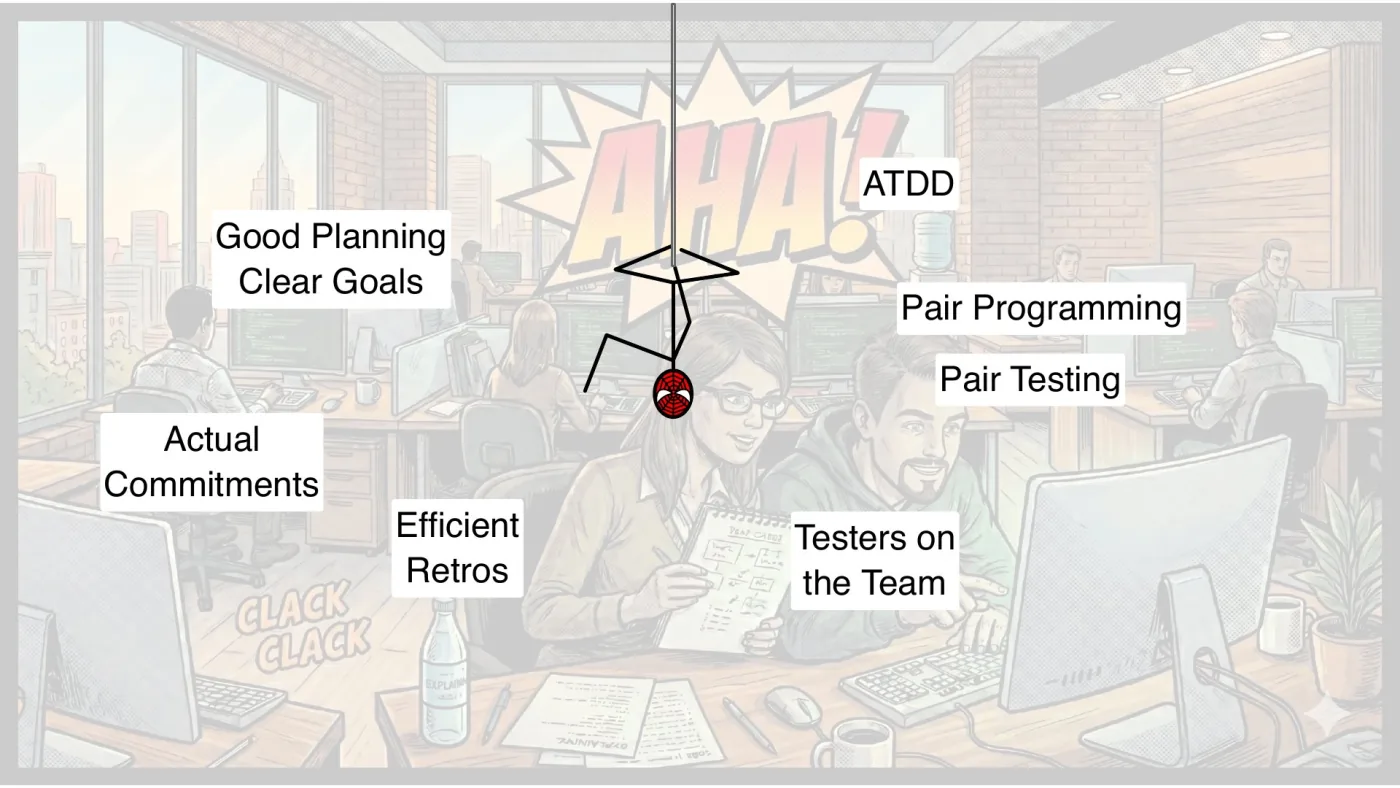 AHA!
ATDD
Good Planning
Clear Goals
Pair Programming
Pair Testing
Actual
Commitments
Efficient
Retros
Testers on
the Team
CLACK
CLACK